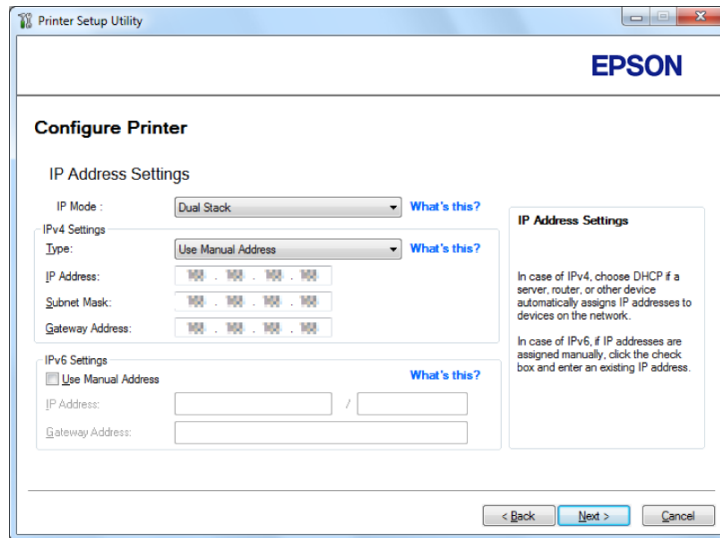 Printer Setup Utility
EPSON
Configure Printer
IP Address Settings
IP Mode :
Dual Stack
What's this?
IPv4 Settings
Type:
Use Manual Address
What's this?
IP Address:
Subnet Mask:
Gateway Address:
IPv6 Settings
Use Manual Address
What's this?
IP Address:
/
Gateway Address:
IP Address Settings
In case of IPv4, choose DHCP if a
server, router, or other device
automatically assigns IP addresses to
devices on the network.
In case of IPv6, if IP addresses are
assigned manually, click the check
box and enter an existing IP address.
< Back
Next >
Cancel